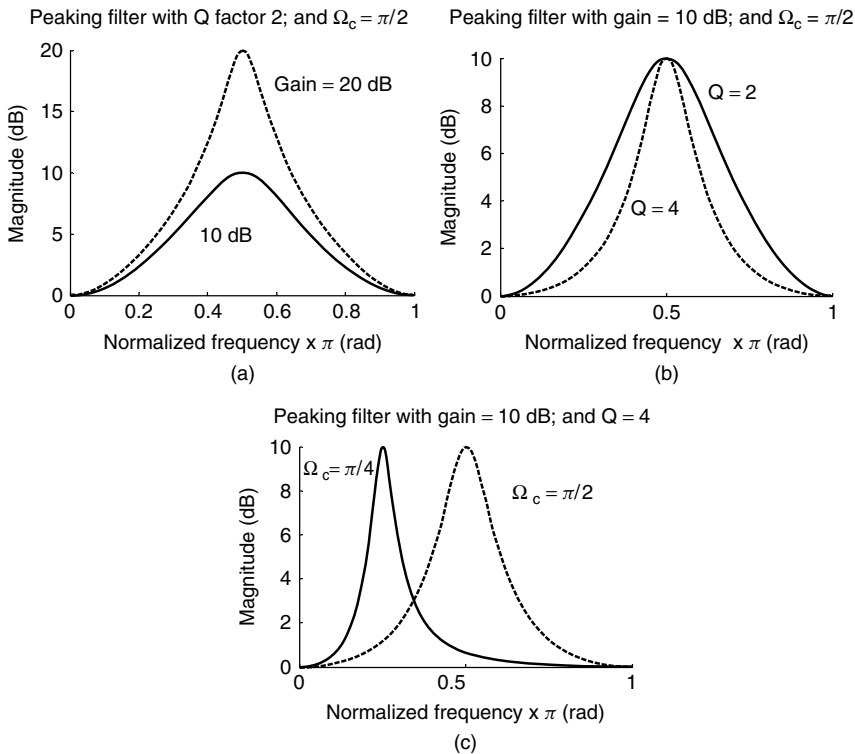 Peaking filter with Q factor 2; and Ω c = π/2
20
15
10
5
0
Magnitude (dB)
Gain = 20 dB
10 dB
0 0.2 0.4 0.6 0.8 1
Normalized frequency x π (rad)
(a)
Peaking filter with gain = 10 dB; and Ω c = π/2
10
8
6
4
2
0
Magnitude (dB)
Q = 2
Q = 4
0 0.5 1
Normalized frequency x π (rad)
(b)
Peaking filter with gain = 10 dB; and Q = 4
10
8
6
4
2
0
Magnitude (dB)
Ω c = π/4
Ω c = π/2
0 0.5 1
Normalized frequency x π (rad)
(c)